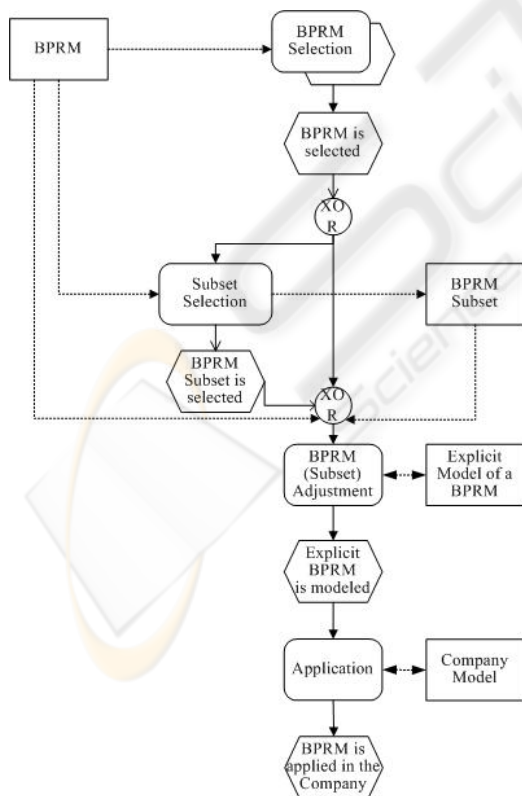 BPRM
BPRM
Selection
BPRM is
selected
XO
R
Subset
Selection
BPRM
Subset
BPRM
Subset is
selected
XO
R
BPRM
(Subset)
Adjustment
Explicit
Model of a
BPRM
Explicit
BPRM
is modeled
Application
Company
Model
BPRM is
applied in the
Company